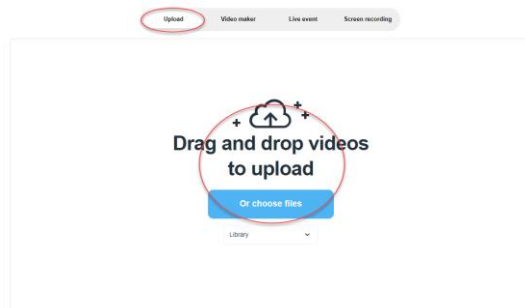 Upload Video maker Live event Screen recording
Drag and drop videos
to upload
Or choose files
Library